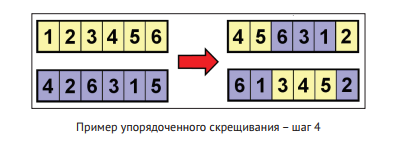 1 2 3 4 5 6 4 5 6 3 1 2
4 2 6 3 1 5 6 1 3 4 5 2
Пример упорядоченного скрещивания – шаг 4